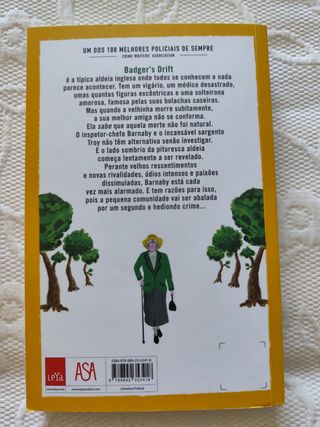 UM DOS 100 MELHORES POLICIAIS DE SEMPRE
CRIME WRITERS' ASSOCIATION
Badger's Drift
é a típica aldeia inglesa onde todos se conhecem e nada
parece acontecer. Tem um vigário, um médico desastrado,
umas quantas figuras excêntricas e uma solteirona
amorosa, famosa pelas suas bolachas caseiras.
Mas quando a velhinha morre subitamente,
a sua melhor amiga não se conforma.
Ela sabe que aquela morte não foi natural.
O inspetor-chefe Barnaby e o incansável sargento
Troy não têm alternativa senão investigar.
E o lado sombrio da pitoresca aldeia
começa lentamente a ser revelado.
Perante velhos ressentimentos
e novas rivalidades, ódios intensos e paixões
dissimuladas, Barnaby está cada
vez mais alarmado. E tem razões para isso,
pois a pequena comunidade vai ser abalada
por um segundo e hediondo crime...
leYa
ASA
Literatura Policial